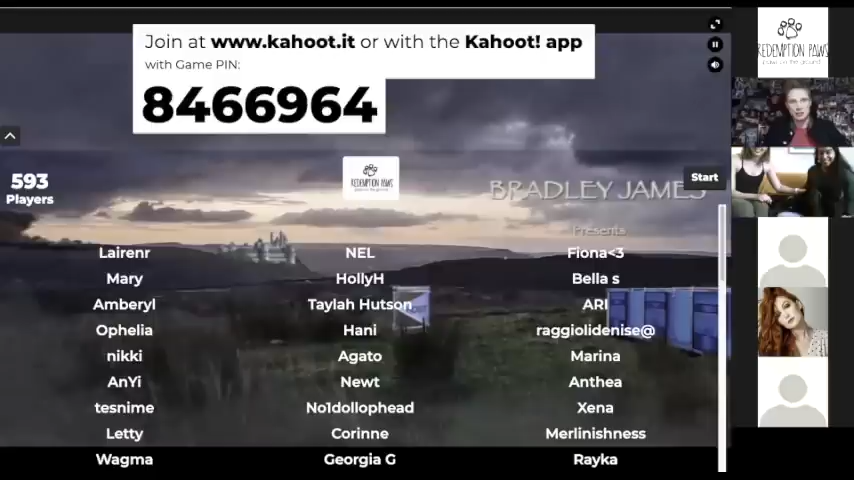 Join at www.kahoot.it or with the Kahoot! app
with Game PIN:
8466964
REDEMPTION PAWS
593
Players
REDEMPTION PAWS
Start
BRADLEY JAMES
Presents
Lairenr
NEL
Fiona<3
Mary
HollyH
Bella s
Amberyl
Taylah Hutson
ARI
Ophelia
Hani
raggiolidenise@
nikki
Agato
Marina
AnYi
Newt
Anthea
tesnime
No1dollophead
Xena
Letty
Corinne
Merlinishness
Wagma
Georgia G
Rayka